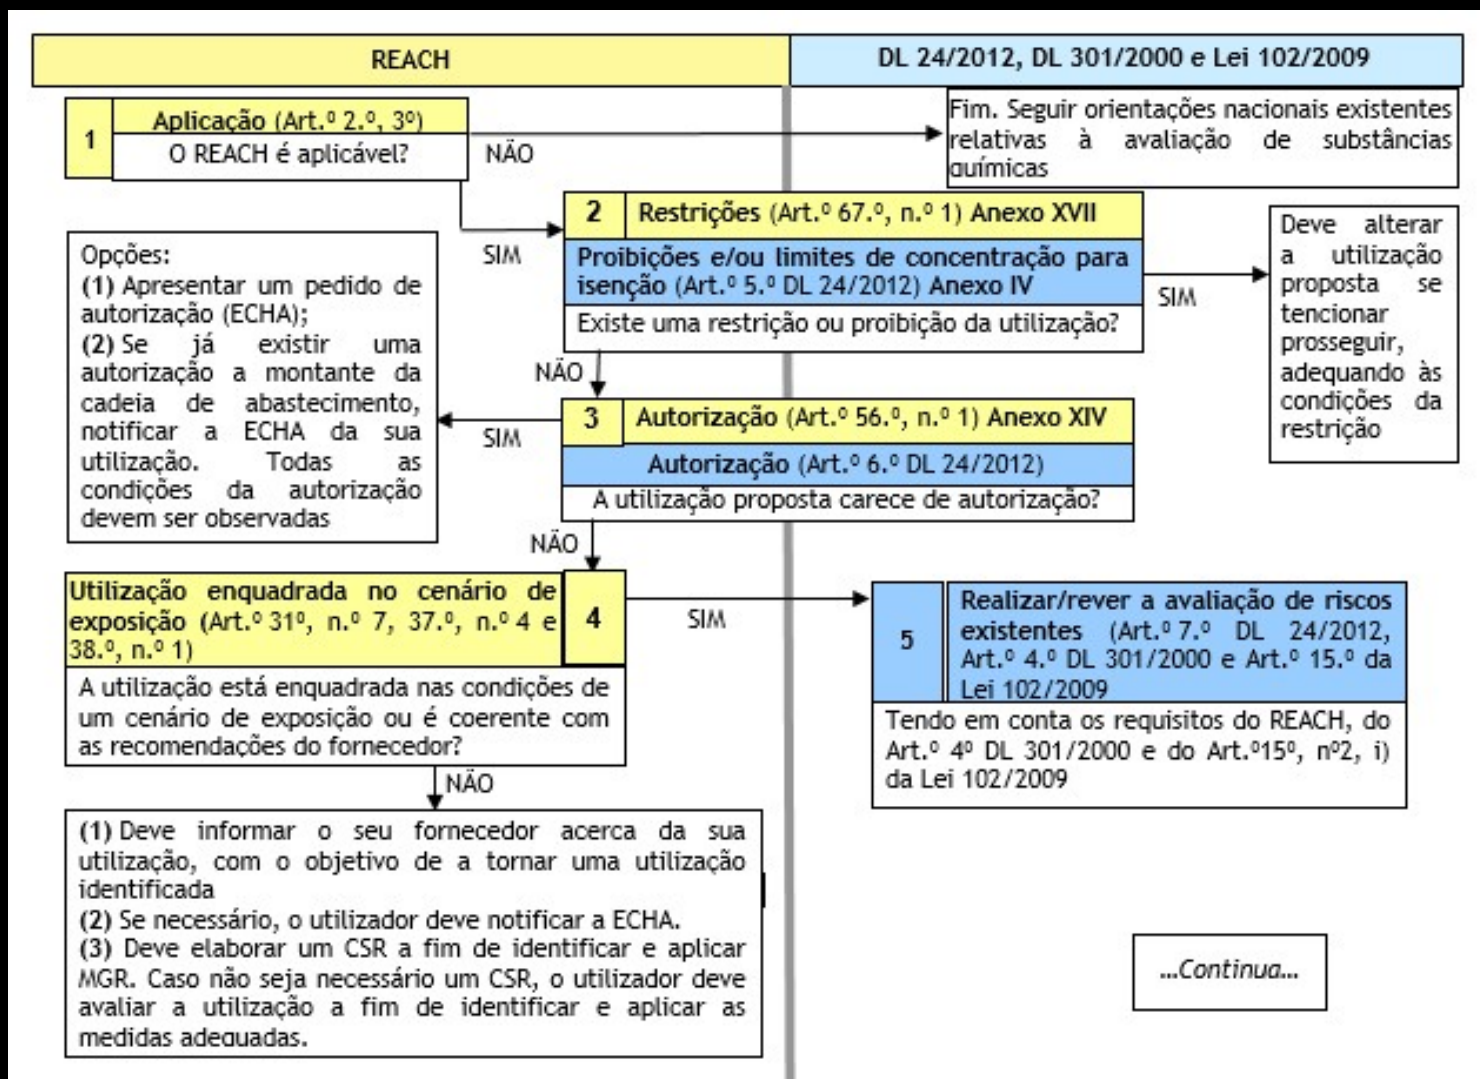 REACH
DL 24/2012, DL 301/2000 e Lei 102/2009
1
Aplicação (Art.º 2.º, 3º)
O REACH é aplicável?
NÃO
Fim. Seguir orientações nacionais existentes
relativas à avaliação de substâncias
químicas
SIM
2
Restrições (Art.º 67.º, n.º 1) Anexo XVII
Proibições e/ou limites de concentração para
isenção (Art.º 5.º DL 24/2012) Anexo IV
Existe uma restrição ou proibição da utilização?
SIM
Deve alterar
a utilização
proposta se
tencionar
prosseguir,
adequando às
condições da
restrição
NÃO
3
Autorização (Art.º 56.º, n.º 1) Anexo XIV
Autorização (Art.º 6.º DL 24/2012)
A utilização proposta carece de autorização?
SIM
Opções:
(1) Apresentar um pedido de
autorização (ECHA);
(2) Se já existir uma
autorização a montante da
cadeia de abastecimento,
notificar a ECHA da sua
utilização. Todas as
condições da autorização
devem ser observadas
NÃO
Utilização enquadrada no cenário de
exposição (Art.º 31º, n.º 7, 37.º, n.º 4 e
38.º, n.º 1)
4
A utilização está enquadrada nas condições de
um cenário de exposição ou é coerente com
as recomendações do fornecedor?
SIM
5
Realizar/rever a avaliação de riscos
existentes (Art.º 7.º DL 24/2012,
Art.º 4.º DL 301/2000 e Art.º 15.º da
Lei 102/2009
Tendo em conta os requisitos do REACH, do
Art.º 4º DL 301/2000 e do Art.º15º, nº2, i)
da Lei 102/2009
NÃO
(1) Deve informar o seu fornecedor acerca da sua
utilização, com o objetivo de a tornar uma utilização
identificada
(2) Se necessário, o utilizador deve notificar a ECHA.
(3) Deve elaborar um CSR a fim de identificar e aplicar
MGR. Caso não seja necessário um CSR, o utilizador deve
avaliar a utilização a fim de identificar e aplicar as
medidas adequadas.
...Continua...